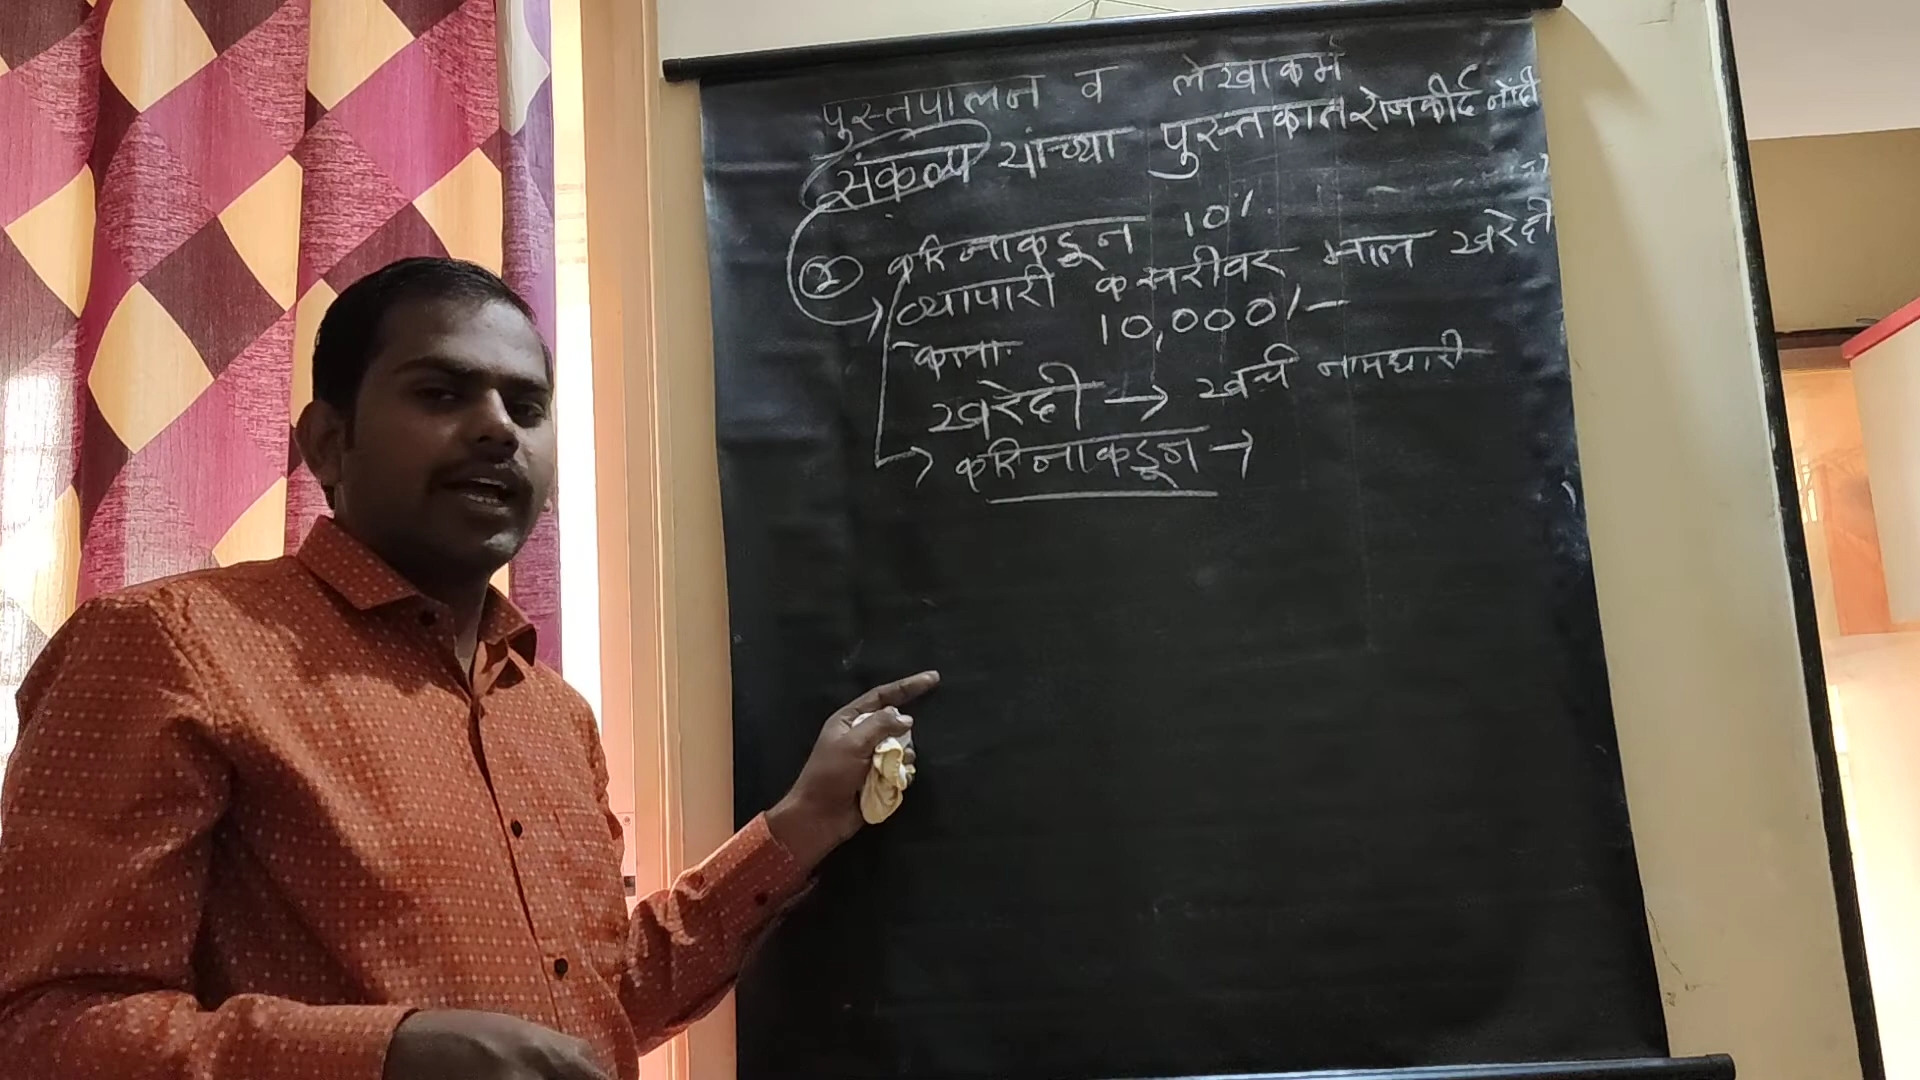 पुस्तपालन व लेखाकर्म
संकल्प यांच्या पुस्तकात रोजकीर्द नोंदी
२ करिनाकडून 10%
व्यापारी कसरीवर माल खरेदी
केला. 10,000/-
खरेदी → खर्च नामधारी
→ करिनाकडून →